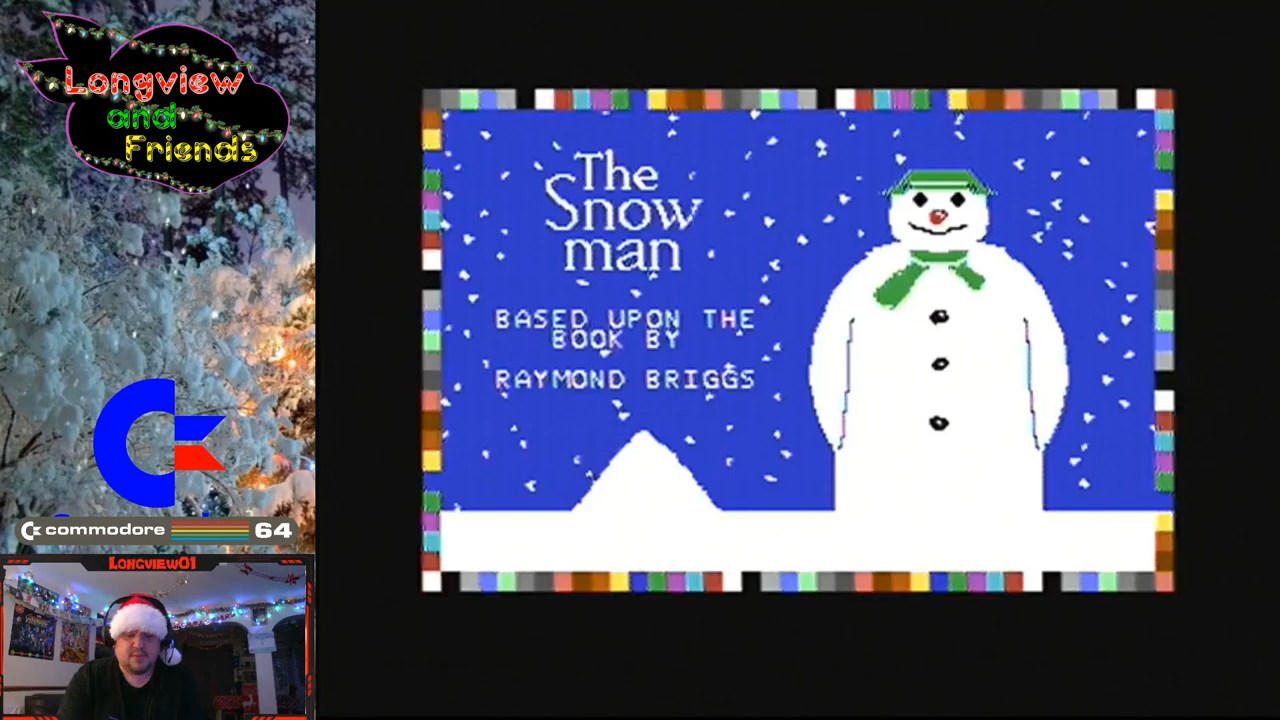 Longview
and
Friends
The
Snow
man
BASED UPON THE
BOOK BY
RAYMOND BRIGGS
commodore 64
LONGVIEW01